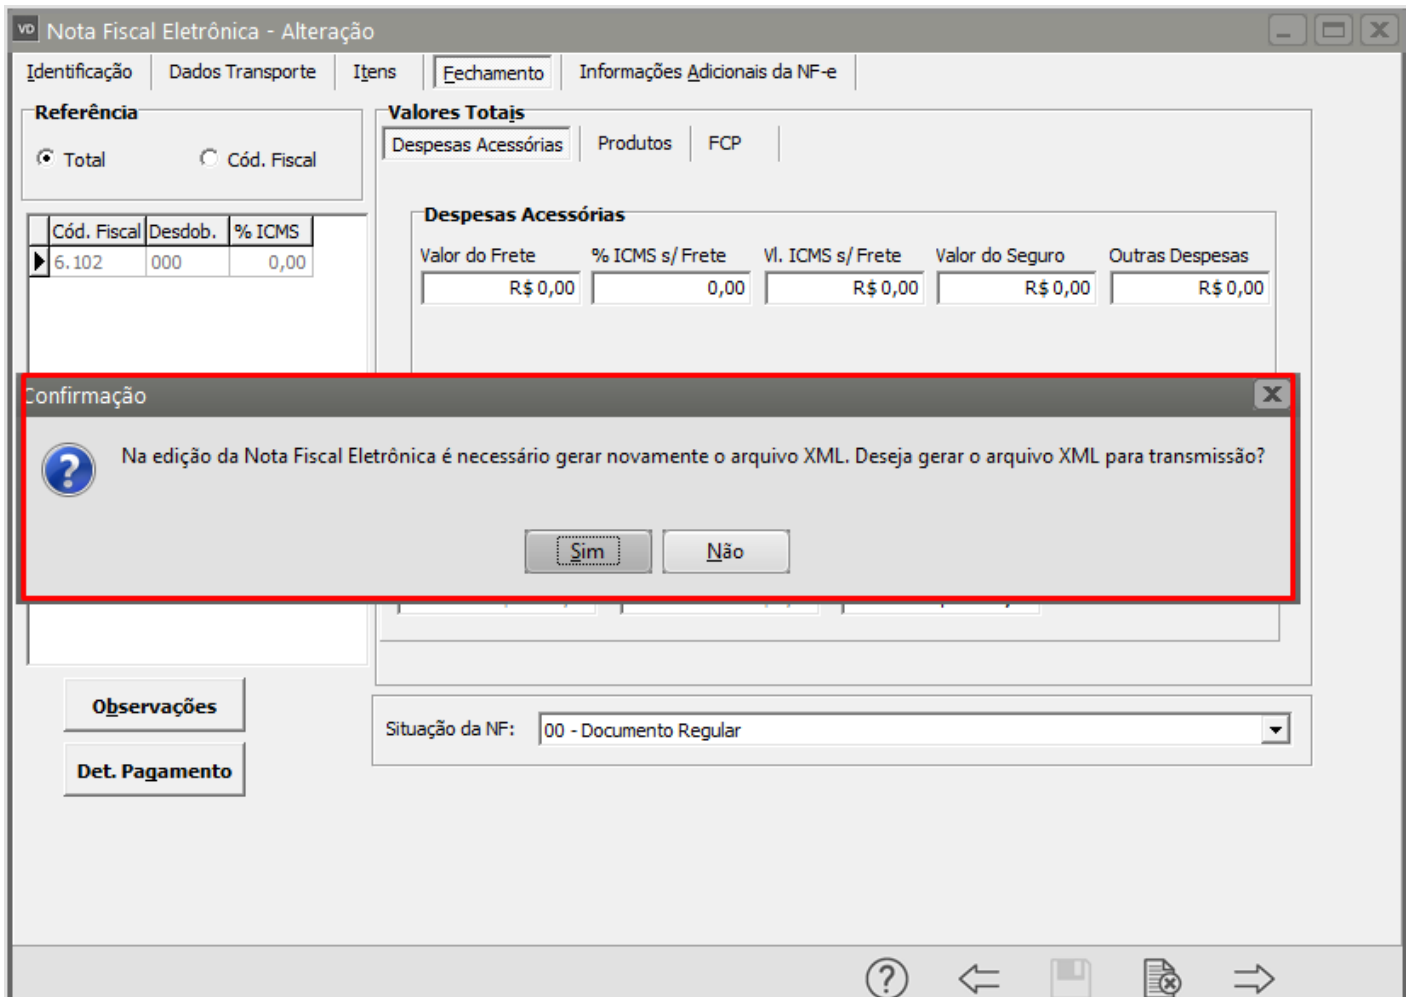 VD Nota Fiscal Eletrônica - Alteração
Identificação Dados Transporte Itens Fechamento Informações Adicionais da NF-e
Referência
Total Cód. Fiscal
Valores Totais
Despesas Acessórias Produtos FCP
Cód. Fiscal Desdob. % ICMS
6.102 000 0,00
Despesas Acessórias
Valor do Frete % ICMS s/ Frete Vl. ICMS s/ Frete Valor do Seguro Outras Despesas
R$ 0,00 0,00 R$ 0,00 R$ 0,00 R$ 0,00
Confirmação
Na edição da Nota Fiscal Eletrônica é necessário gerar novamente o arquivo XML. Deseja gerar o arquivo XML para transmissão?
Sim Não
Observações
Det. Pagamento
Situação da NF: 00 - Documento Regular